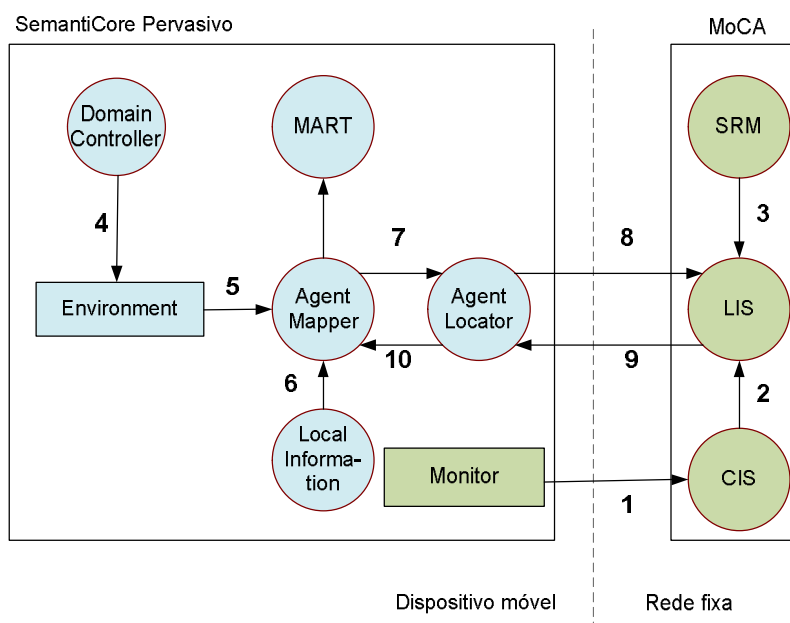 SemantiCore Pervasivo
MoCA
Domain
Controller
MART
SRM
4
7
8
3
Environment
5
Agent
Mapper
Agent
Locator
LIS
6
10
9
2
Local
Informa-
tion
Monitor
1
CIS
Dispositivo móvel
Rede fixa